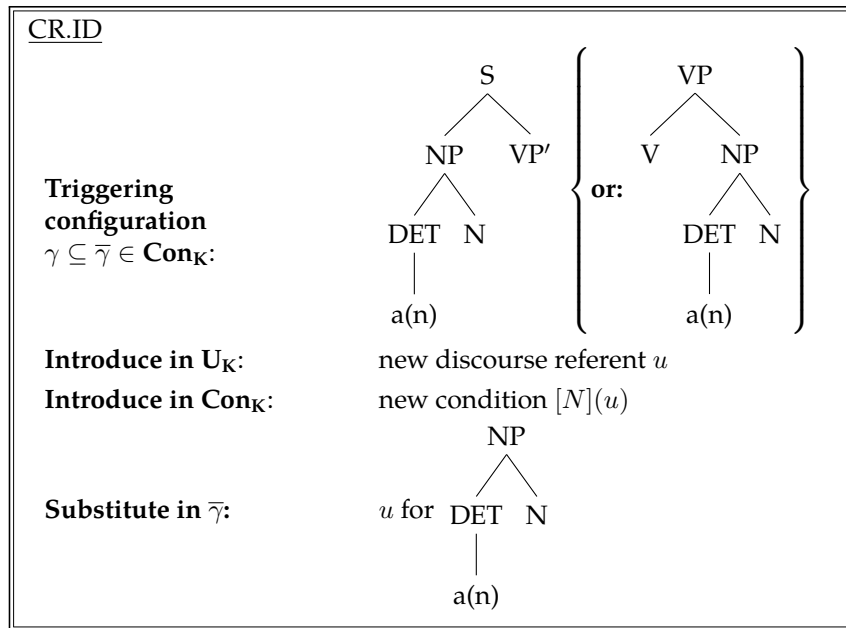 CR.ID
S VP
NP VP′ V or: NP
Triggering
configuration
γ ⊆ γ̅ ∈ Con_K:
DET N DET N
a(n) a(n)
Introduce in U_K: new discourse referent u
Introduce in Con_K: new condition [N](u)
NP
Substitute in γ̅: u for DET N
a(n)